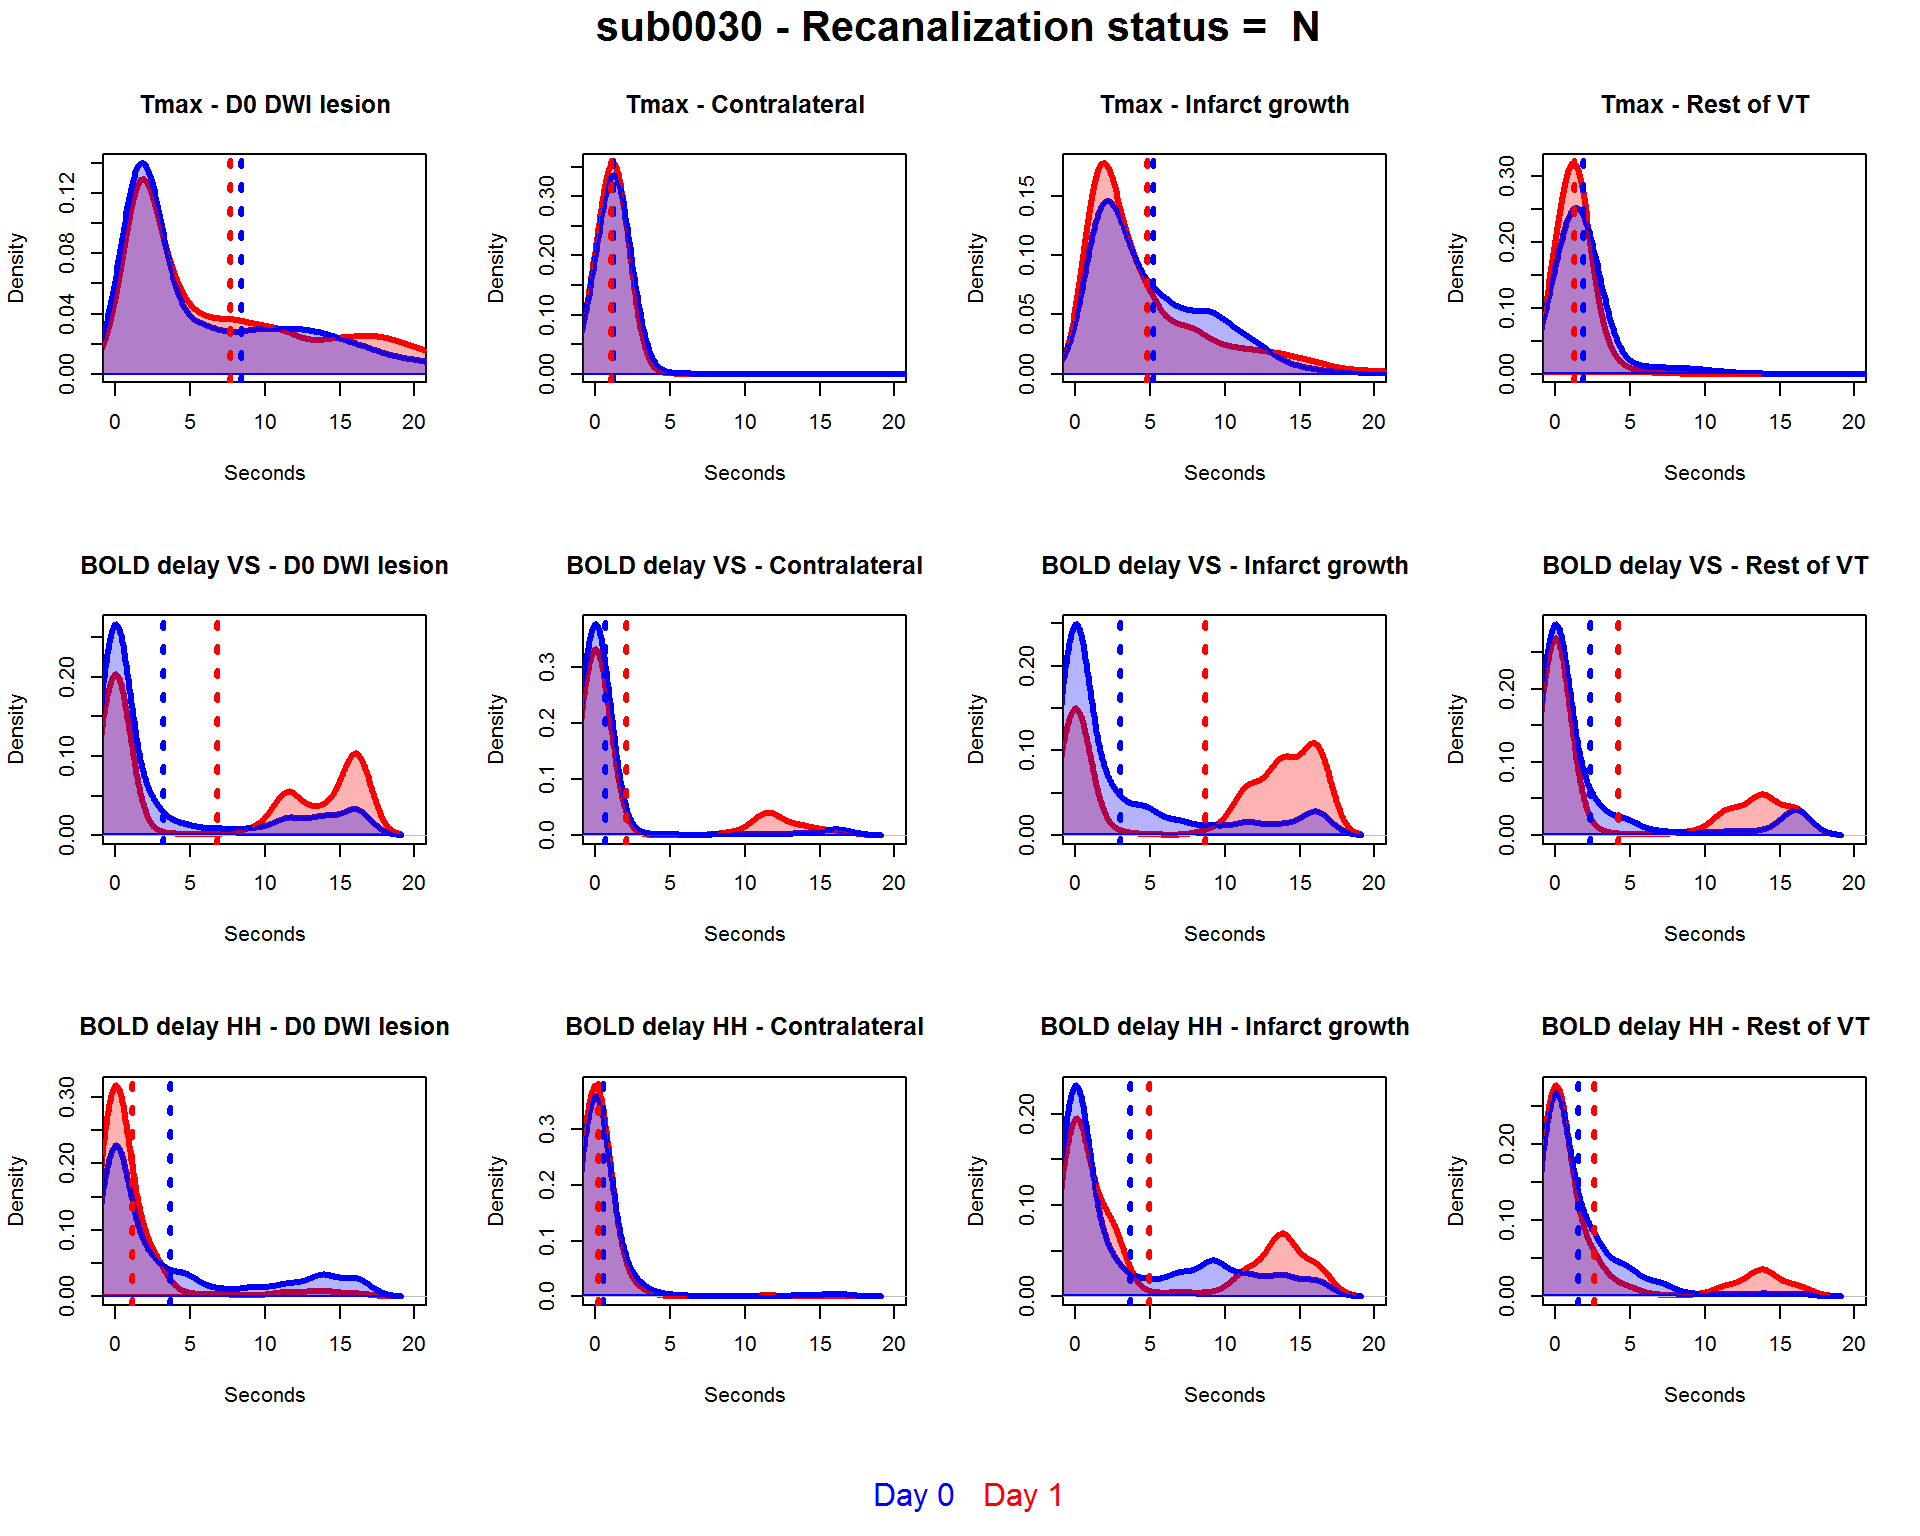 sub0030 - Recanalization status =  N
Tmax - D0 DWI lesion
Tmax - Contralateral
Tmax - Infarct growth
Tmax - Rest of VT
Density
0.00 0.04 0.08 0.12
0 5 10 15 20
Seconds
Density
0.00 0.10 0.20 0.30
0 5 10 15 20
Seconds
Density
0.00 0.05 0.10 0.15
0 5 10 15 20
Seconds
Density
0.00 0.10 0.20 0.30
0 5 10 15 20
Seconds
BOLD delay VS - D0 DWI lesion
BOLD delay VS - Contralateral
BOLD delay VS - Infarct growth
BOLD delay VS - Rest of VT
Density
0.00 0.10 0.20
0 5 10 15 20
Seconds
Density
0.0 0.1 0.2 0.3
0 5 10 15 20
Seconds
Density
0.00 0.10 0.20
0 5 10 15 20
Seconds
Density
0.00 0.10 0.20
0 5 10 15 20
Seconds
BOLD delay HH - D0 DWI lesion
BOLD delay HH - Contralateral
BOLD delay HH - Infarct growth
BOLD delay HH - Rest of VT
Density
0.00 0.10 0.20 0.30
0 5 10 15 20
Seconds
Density
0.0 0.1 0.2 0.3
0 5 10 15 20
Seconds
Density
0.00 0.10 0.20
0 5 10 15 20
Seconds
Density
0.00 0.10 0.20
0 5 10 15 20
Seconds
Day 0 Day 1